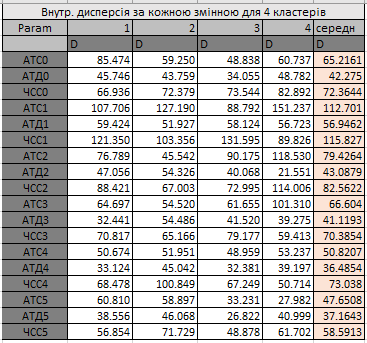 Внутр. дисперсія за кожною змінною для 4 кластерів
Param 1 2 3 4 середн
D D D D D
АТС0 85.474 59.250 48.838 60.737 65.2161
АТД0 45.746 43.759 34.055 48.782 42.275
ЧСС0 66.936 72.379 73.544 82.892 72.3644
АТС1 107.706 127.190 88.792 151.237 112.701
АТД1 59.424 51.927 58.124 56.723 56.9462
ЧСС1 121.350 103.356 131.595 89.826 115.827
АТС2 76.789 45.542 90.175 118.530 79.4264
АТД2 47.056 54.326 40.068 21.551 43.0879
ЧСС2 88.421 67.003 72.995 114.006 82.5622
АТС3 64.697 54.520 61.655 101.310 66.604
АТД3 32.441 54.486 41.520 39.275 41.1193
ЧСС3 70.817 65.166 79.177 59.413 70.3854
АТС4 50.674 51.951 48.959 53.237 50.8207
АТД4 33.124 45.042 32.381 40.197 36.4854
ЧСС4 68.478 100.849 67.249 50.714 73.038
АТС5 60.810 58.897 33.231 27.982 47.6508
АТД5 38.556 46.068 26.822 40.999 37.1643
ЧСС5 56.854 71.729 48.878 61.702 58.5913